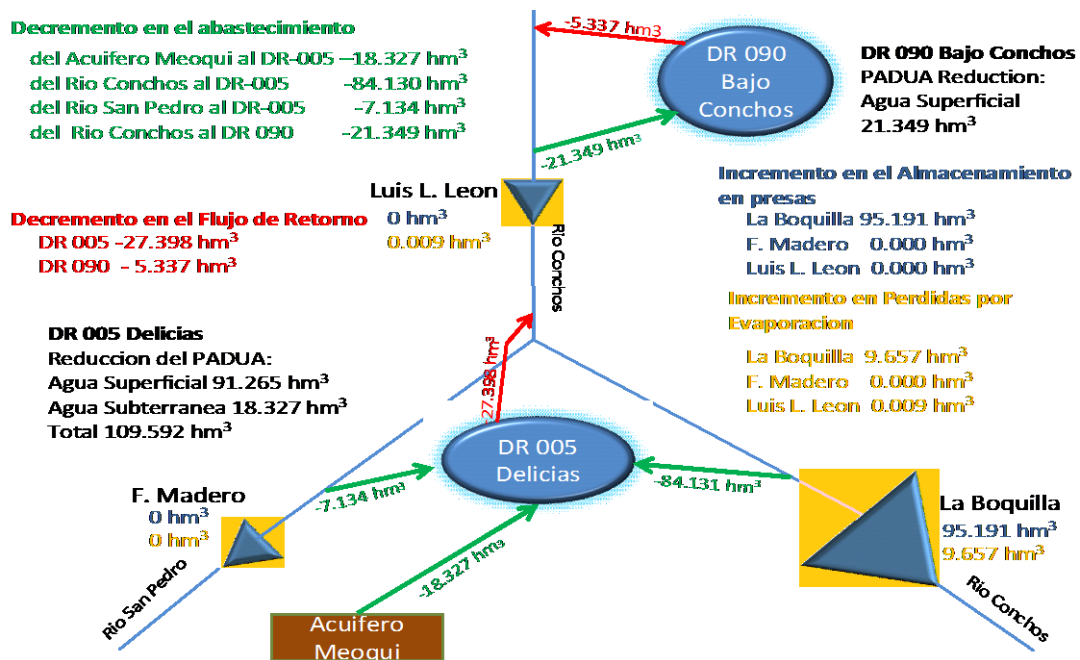 Decremento en el abastecimiento
del Acuifero Meoqui al DR-005 –18.327 hm³
del Rio Conchos al DR-005 -84.130 hm³
del Rio San Pedro al DR-005 -7.134 hm³
del Rio Conchos al DR 090 -21.349 hm³
-5.337 hm3
DR 090
Bajo
Conchos
DR 090 Bajo Conchos
PADUA Reduction:
Agua Superficial
21.349 hm³
-21.349 hm³
Luis L. Leon
0 hm³
0.009 hm³
Rio Conchos
Incremento en el Almacenamiento
en presas
La Boquilla 95.191 hm³
F. Madero 0.000 hm³
Luis L. Leon 0.000 hm³
Decremento en el Flujo de Retorno
DR 005 -27.398 hm³
DR 090 - 5.337 hm³
Incremento en Perdidas por
Evaporacion
La Boquilla 9.657 hm³
F. Madero 0.000 hm³
Luis L. Leon 0.009 hm³
DR 005 Delicias
Reduccion del PADUA:
Agua Superficial 91.265 hm³
Agua Subterranea 18.327 hm³
Total 109.592 hm³
-27.398 hm³
DR 005
Delicias
-7.134 hm³
-84.131 hm³
F. Madero
0 hm³
0 hm³
La Boquilla
95.191 hm³
9.657 hm³
-18.327 hm³
Rio San Pedro
Rio Conchos
Acuifero
Meoqui